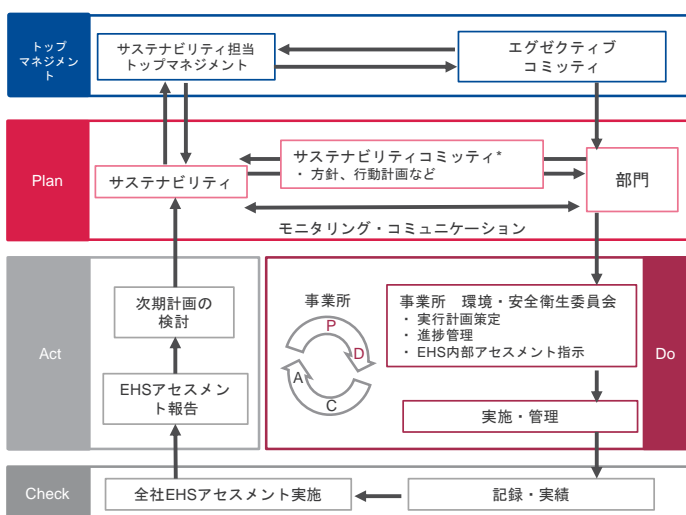 トップ
マネジメン
ト
サステナビリティ担当
トップマネジメント
エグゼクティブ
コミッティ
Plan
サステナビリティ
サステナビリティコミッティ*
・ 方針、行動計画など
部門
モニタリング・コミュニケーション
Act
次期計画の
検討
EHSアセスメン
ト報告
事業所
P
D
A
C
事業所　環境・安全衛生委員会
・ 実行計画策定
・ 進捗管理
・ EHS内部アセスメント指示
Do
実施・管理
Check
全社EHSアセスメント実施
記録・実績